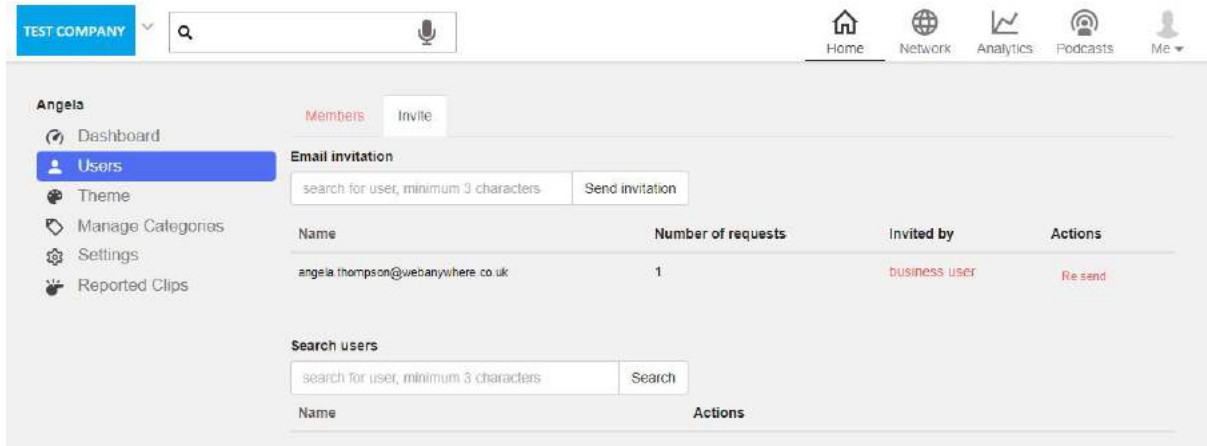 TEST COMPANY
Home Network Analytics Podcasts Me
Angela
Dashboard
Users
Theme
Manage Categories
Settings
Reported Clips
Members Invite
Email invitation
search for user, minimum 3 characters Send invitation
Name Number of requests Invited by Actions
angela.thompson@webanywhere.co.uk 1 business user Re send
Search users
search for user, minimum 3 characters Search
Name Actions